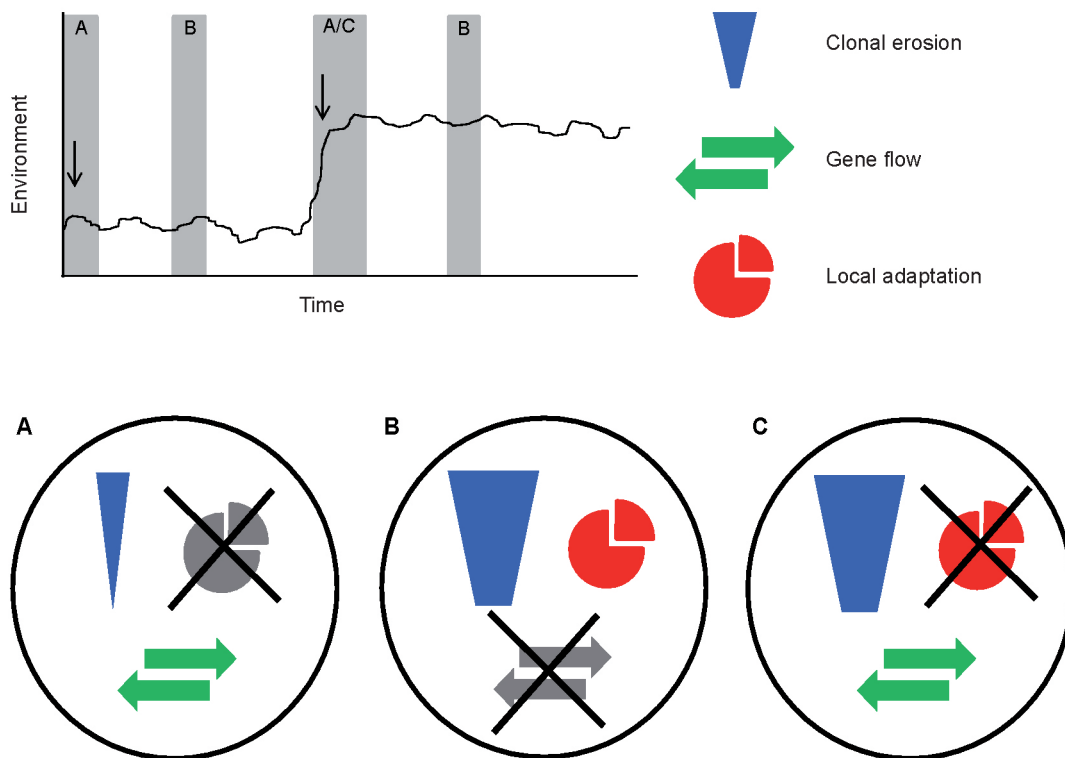 A
B
A/C
B
Environment
Time
Clonal erosion
Gene flow
Local adaptation
A
B
C